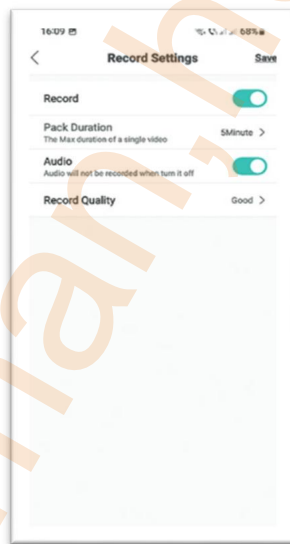 16:09
68%
Record Settings
Save
Record
Pack Duration
The Max duration of a single video
5Minute
Audio
Audio will not be recorded when turn it off
Record Quality
Good